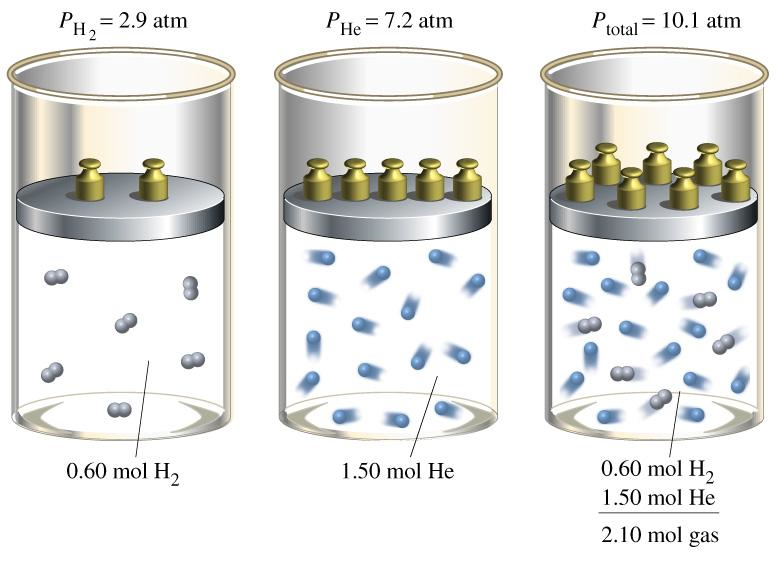 P_H₂ = 2.9 atm
P_He = 7.2 atm
P_total = 10.1 atm
0.60 mol H₂
1.50 mol He
0.60 mol H₂
1.50 mol He
2.10 mol gas